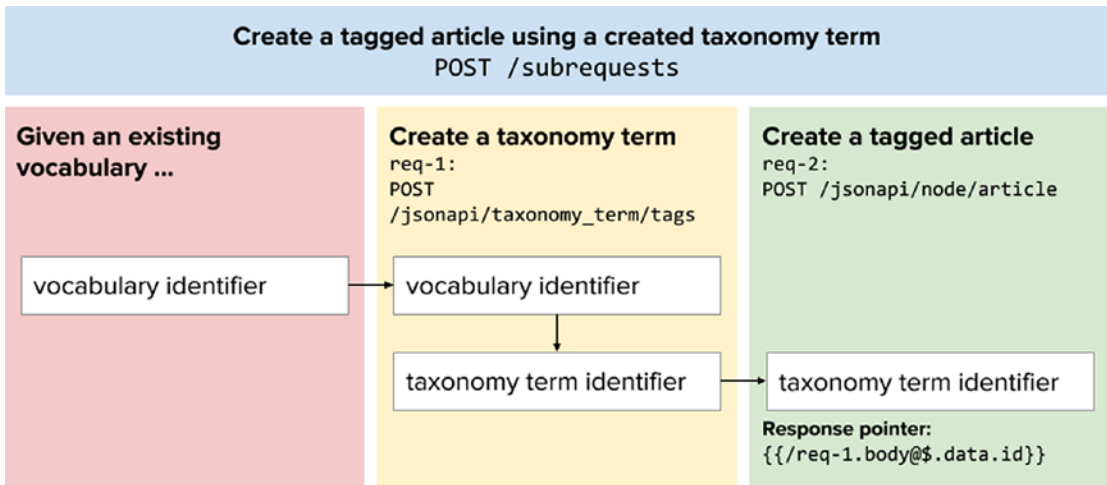 Create a tagged article using a created taxonomy term
POST /subrequests
Given an existing
vocabulary ...
vocabulary identifier
Create a taxonomy term
req-1:
POST
/jsonapi/taxonomy_term/tags
vocabulary identifier
taxonomy term identifier
Create a tagged article
req-2:
POST /jsonapi/node/article
taxonomy term identifier
Response pointer:
{{/req-1.body@$.data.id}}